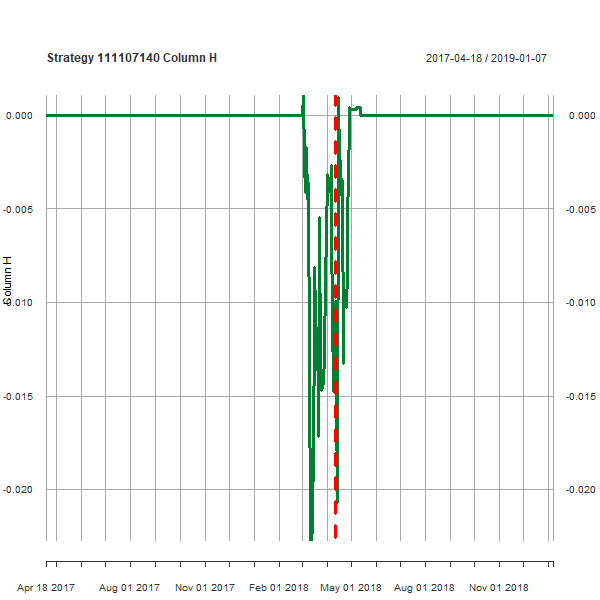 Strategy 111107140 Column H
2017-04-18 / 2019-01-07
0.000
0.000
-0.005
-0.005
Column H
-0.010
-0.010
-0.015
-0.015
-0.020
-0.020
Apr 18 2017
Aug 01 2017
Nov 01 2017
Feb 01 2018
May 01 2018
Aug 01 2018
Nov 01 2018